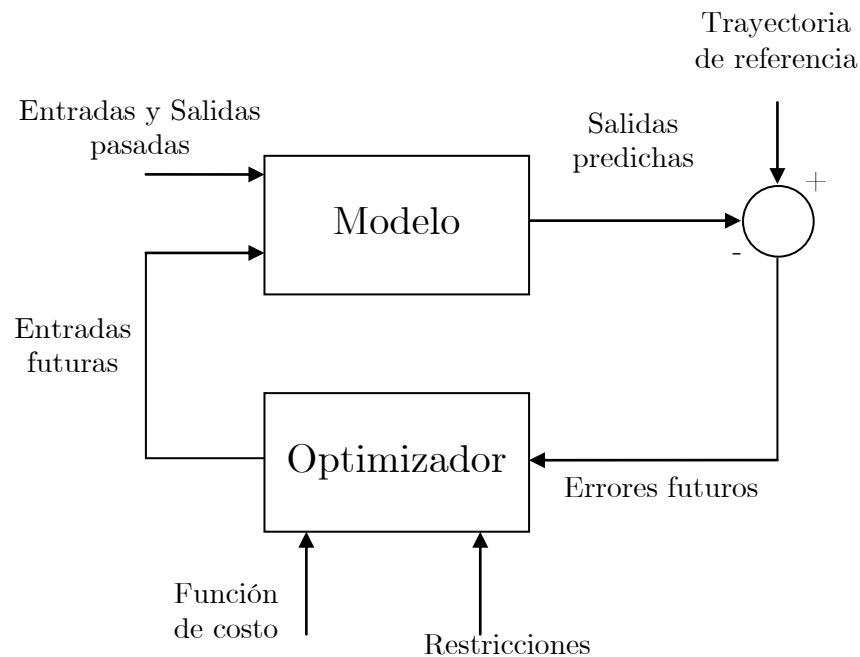 Trayectoria
de referencia
Entradas y Salidas
pasadas
Salidas
predichas
+
Modelo
-
Entradas
futuras
Optimizador
Errores futuros
Función
de costo
Restricciones